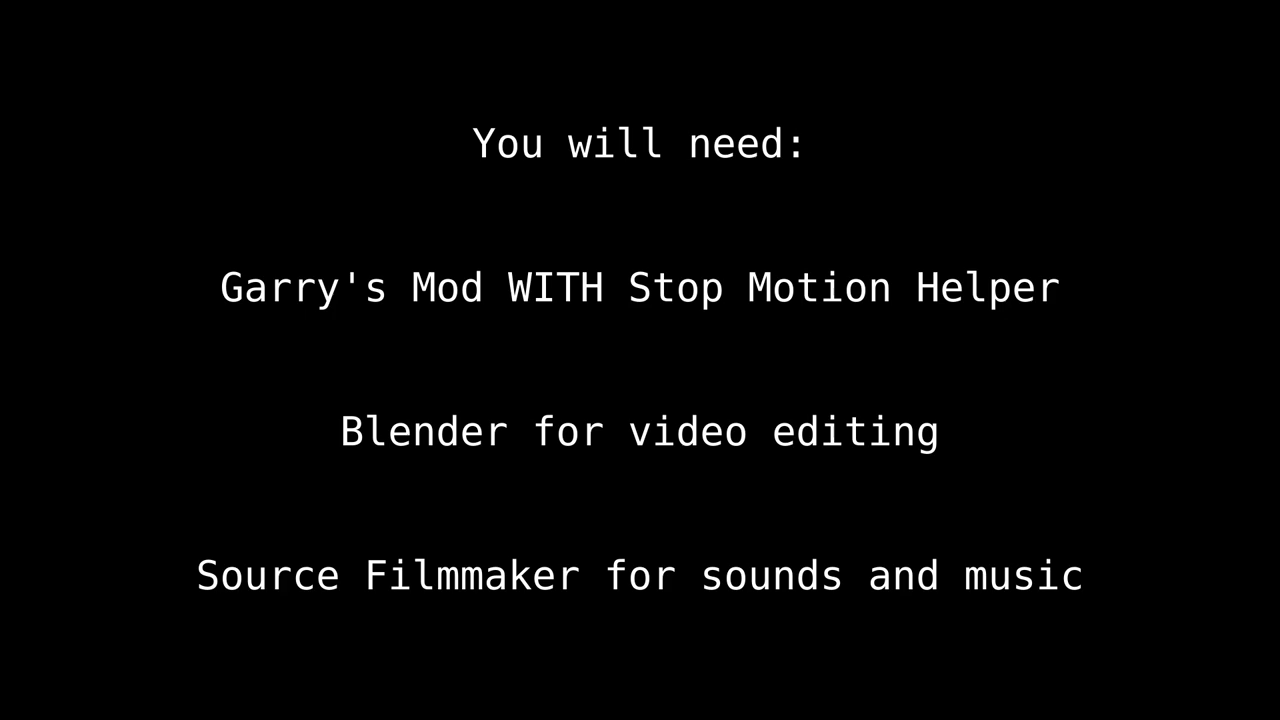 You will need:
Garry's Mod WITH Stop Motion Helper
Blender for video editing
Source Filmmaker for sounds and music